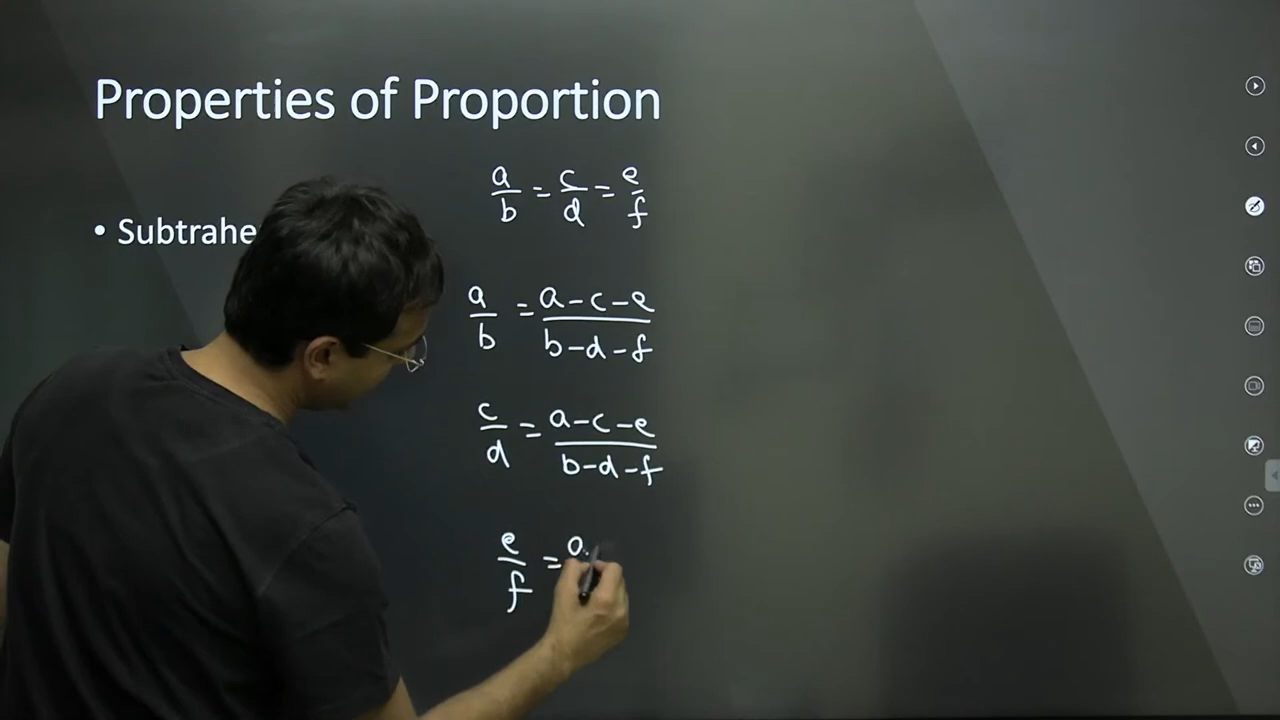 Properties of Proportion
a/b = c/d = e/f
• Subtrahe
a/b = a-c-e/b-d-f
c/d = a-c-e/b-d-f
e/f = a